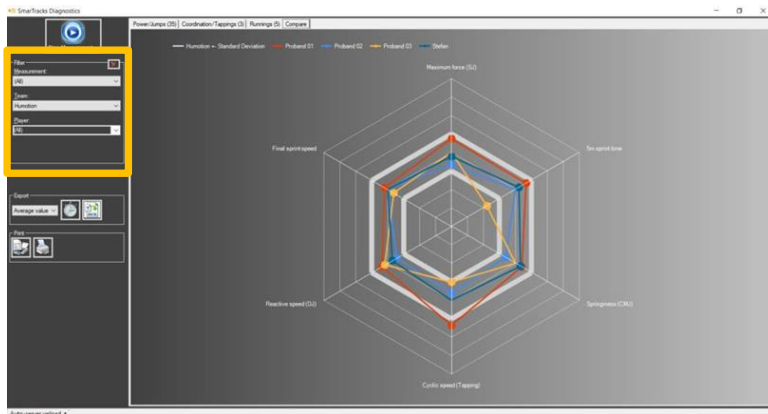 SmarTracks Diagnostics
Power/Jumps (35) Coordination/Tappings (3) Runnings (5) Compare
Filter
Measurement:
(All)
Team:
Humotion
Player:
(All)
Export
Average value
Print
Humotion +- Standard Deviation Proband 01 Proband 02 Proband 03 Stefan
Maximum force (SJ)
Final sprint speed
5m sprint time
Reactive speed (DJ)
Springiness (CMJ)
Cyclic speed (Tapping)